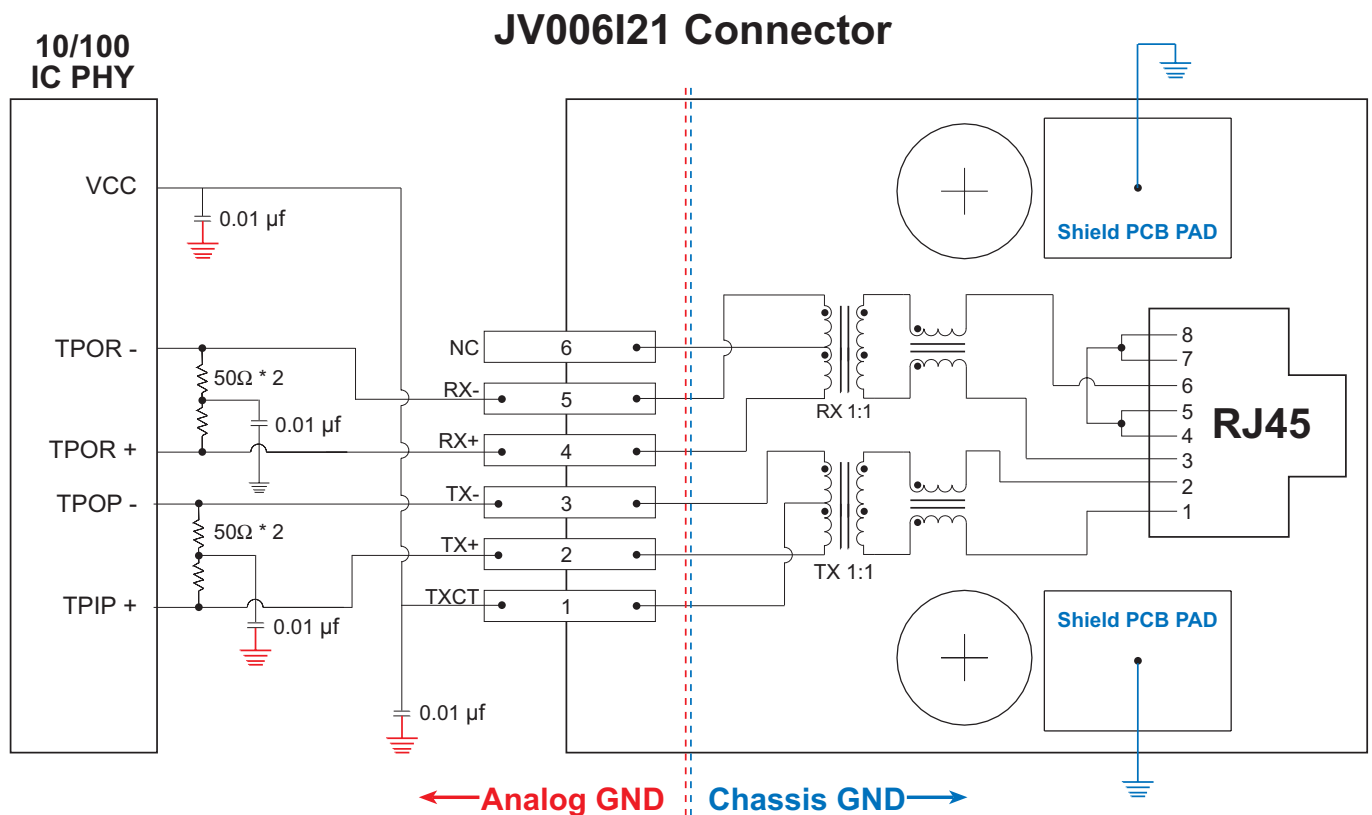 JV006I21 Connector
10/100
IC PHY
VCC
0.01 µf
Shield PCB PAD
TPOR -
50Ω * 2
0.01 µf
TPOR +
TPOP -
50Ω * 2
TPIP +
0.01 µf
0.01 µf
NC
6
RX-
5
RX+
4
TX-
3
TX+
2
TXCT
1
RX 1:1
TX 1:1
8
7
6
5
4
3
2
1
RJ45
Shield PCB PAD
Analog GND
Chassis GND